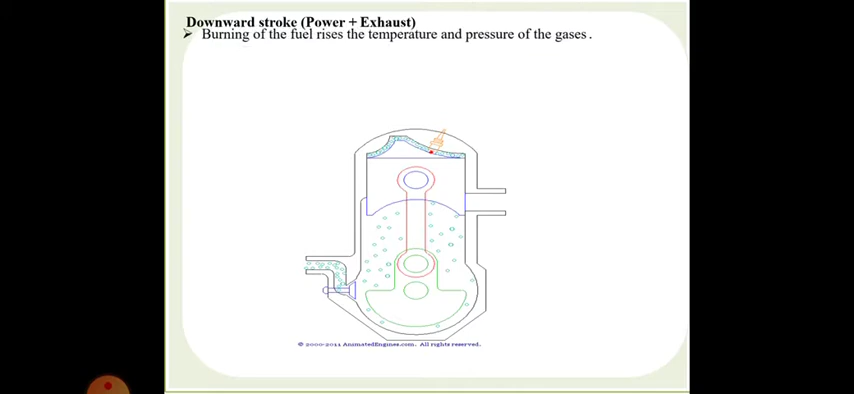 Downward stroke (Power + Exhaust)
➢ Burning of the fuel rises the temperature and pressure of the gases .
© 2000-2011 AnimatedEngines.com. All rights reserved.